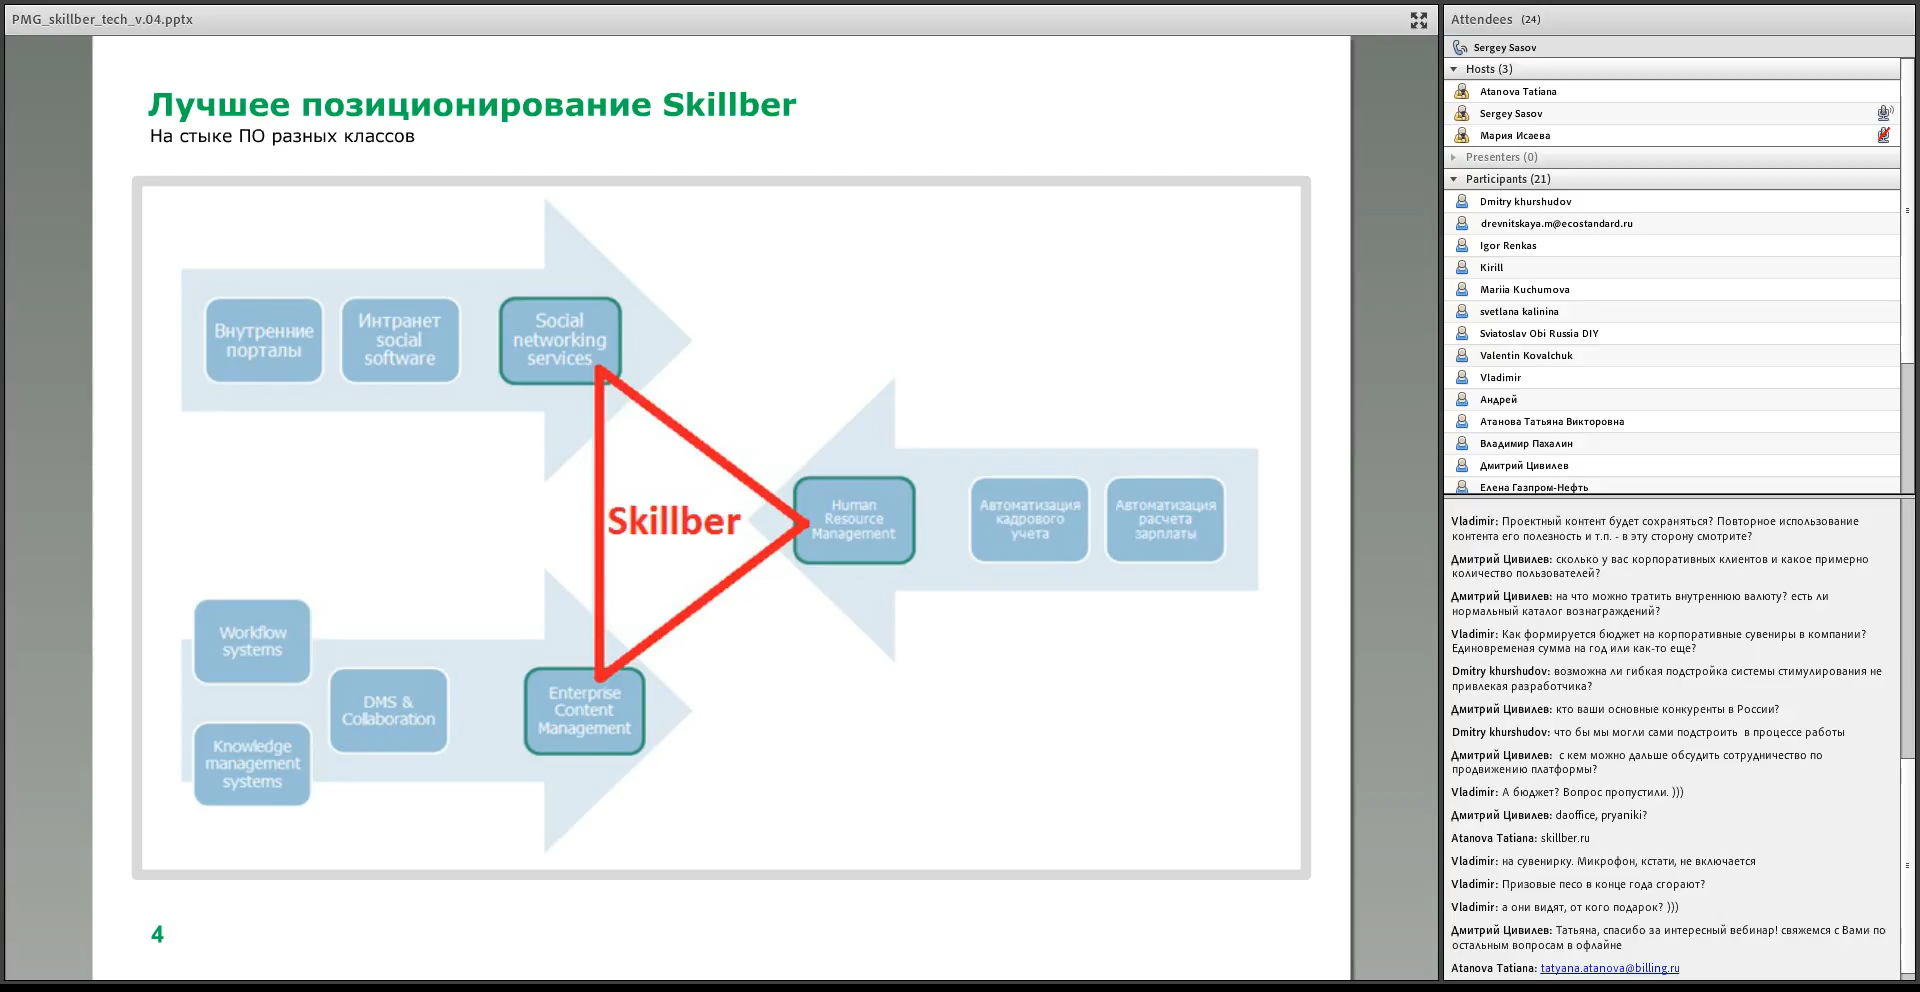 PMG_skillber_tech_v.04.pptx
Лучшее позиционирование Skillber
На стыке ПО разных классов
Внутренние
порталы
Интранет
social
software
Social
networking
services
Skillber
Human
Resource
Management
Автоматизация
кадрового
учета
Автоматизация
расчета
зарплаты
Workflow
systems
DMS &
Collaboration
Knowledge
management
systems
Enterprise
Content
Management
4
Attendees (24)
Sergey Sasov
Hosts (3)
Atanova Tatiana
Sergey Sasov
Мария Исаева
Presenters (0)
Participants (21)
Dmitry khurshudov
drevnitskaya.m@ecostandard.ru
Igor Renkas
Kirill
Mariia Kuchumova
svetlana kalinina
Sviatoslav Obi Russia DIY
Valentin Kovalchuk
Vladimir
Андрей
Атанова Татьяна Викторовна
Владимир Пахалин
Дмитрий Цивилев
Елена Газпром-Нефть
Vladimir: Проектный контент будет сохраняться? Повторное использование
контента его полезность и т.п. - в эту сторону смотрите?
Дмитрий Цивилев: сколько у вас корпоративных клиентов и какое примерно
количество пользователей?
Дмитрий Цивилев: на что можно тратить внутреннюю валюту? есть ли
нормальный каталог вознаграждений?
Vladimir: Как формируется бюджет на корпоративные сувениры в компании?
Единовременая сумма на год или как-то еще?
Dmitry khurshudov: возможна ли гибкая подстройка системы стимулирования не
привлекая разработчика?
Дмитрий Цивилев: кто ваши основные конкуренты в России?
Dmitry khurshudov: что бы мы могли сами подстроить в процессе работы
Дмитрий Цивилев: с кем можно дальше обсудить сотрудничество по
продвижению платформы?
Vladimir: А бюджет? Вопрос пропустили. )))
Дмитрий Цивилев: daoffice, pryaniki?
Atanova Tatiana: skillber.ru
Vladimir: на сувенирку. Микрофон, кстати, не включается
Vladimir: Призовые песо в конце года сгорают?
Vladimir: а они видят, от кого подарок? )))
Дмитрий Цивилев: Татьяна, спасибо за интересный вебинар! свяжемся с Вами по
остальным вопросам в офлайне
Atanova Tatiana: tatyana.atanova@billing.ru